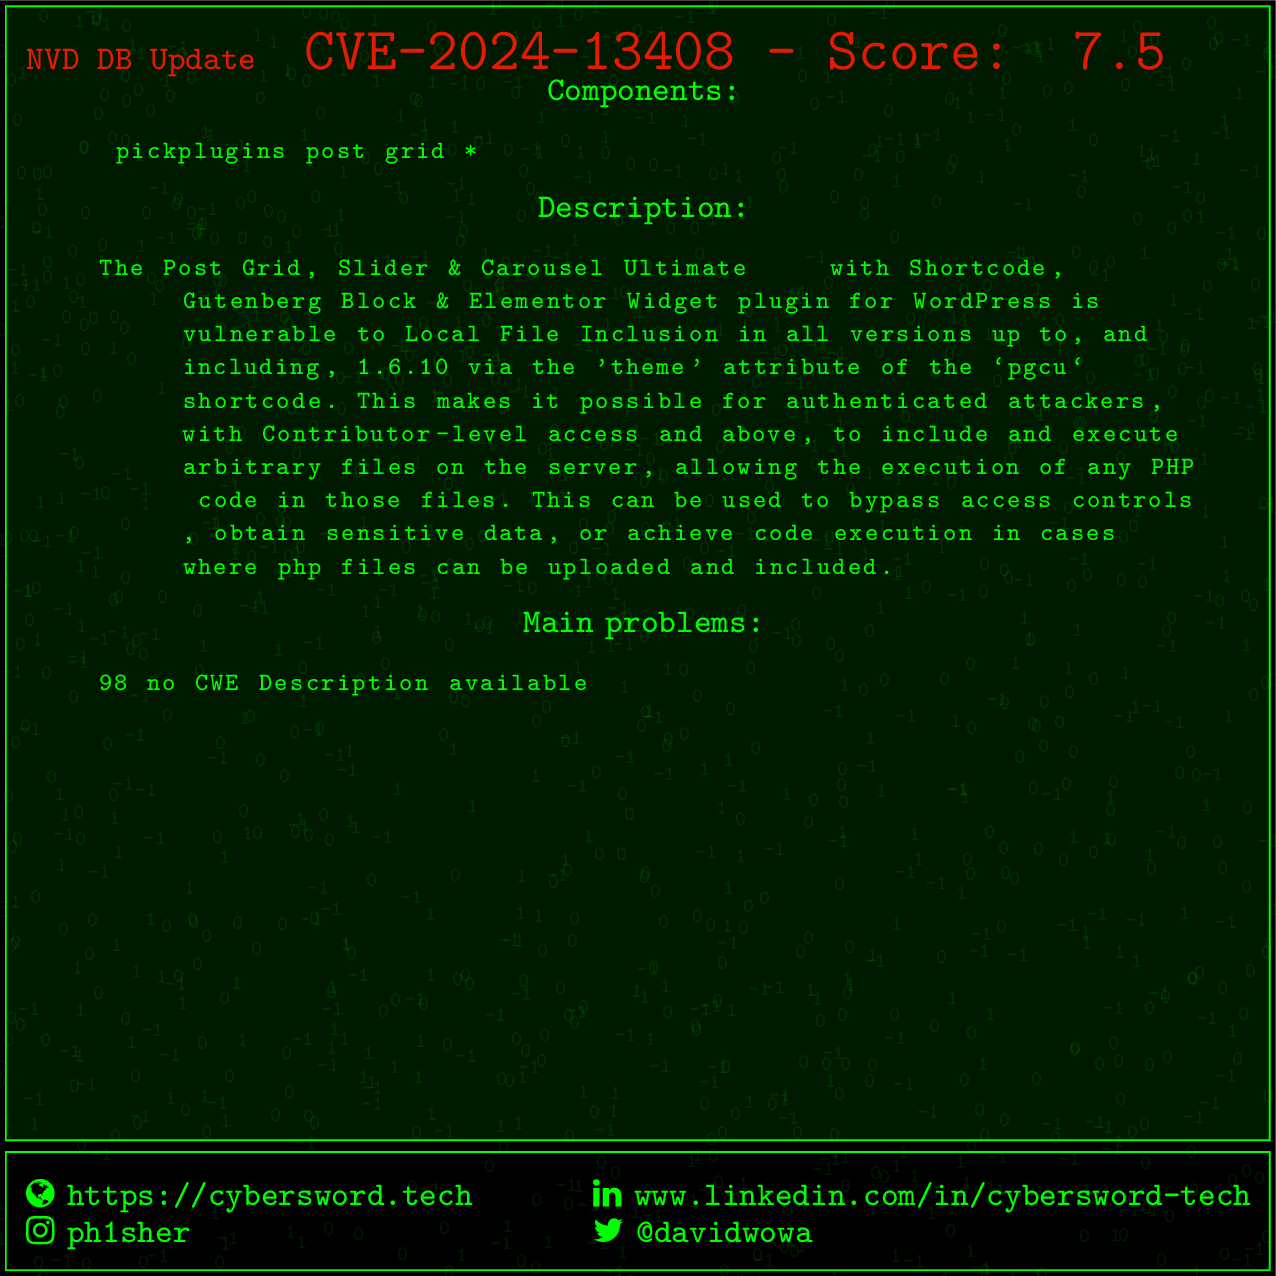 NVD DB Update CVE-2024-13408 - Score: 7.5
Components:
pickplugins post grid *
Description:
The Post Grid, Slider & Carousel Ultimate with Shortcode,
Gutenberg Block & Elementor Widget plugin for WordPress is
vulnerable to Local File Inclusion in all versions up to, and
including, 1.6.10 via the ’theme’ attribute of the ‘pgcu‘
shortcode. This makes it possible for authenticated attackers,
with Contributor-level access and above, to include and execute
arbitrary files on the server, allowing the execution of any PHP
code in those files. This can be used to bypass access controls
, obtain sensitive data, or achieve code execution in cases
where php files can be uploaded and included.
Main problems:
98 no CWE Description available
https://cybersword.tech
www.linkedin.com/in/cybersword-tech
ph1sher
@davidwowa